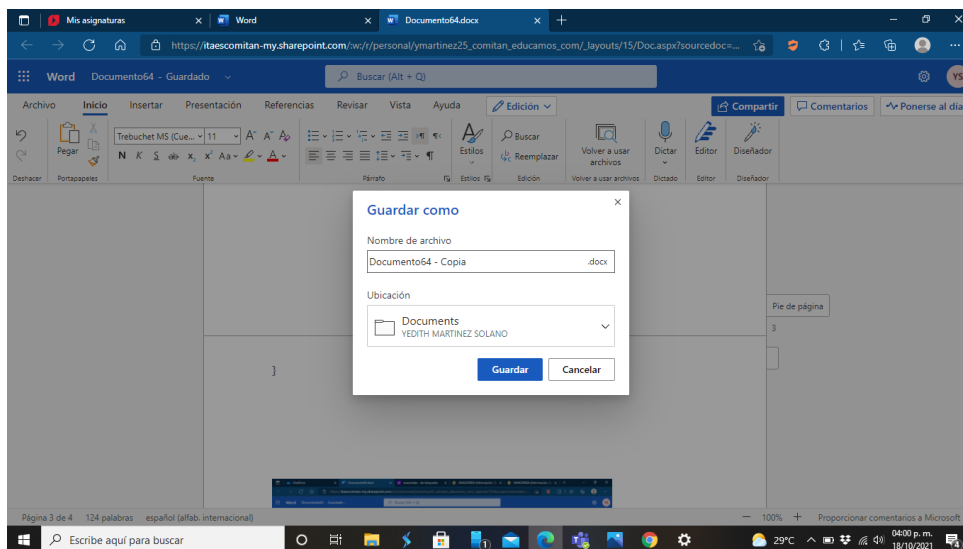 Mis asignaturas
Word
Documento64.docx
https://itaescomitan-my.sharepoint.com/:w:/r/personal/ymartinez25_comitan_educamos_com/_layouts/15/Doc.aspx?sourcedoc=...
Word Documento64 - Guardado
Buscar (Alt + Q)
YS
Archivo Inicio Insertar Presentación Referencias Revisar Vista Ayuda Edición Compartir Comentarios Ponerse al día
Pegar
Trebuchet MS (Cue... 11 A^ A˅
N K S ab x₂ x² Aa A
Estilos
Buscar
Reemplazar
Volver a usar archivos
Dictar
Editor
Diseñador
Deshacer Portapapeles Fuente Párrafo Estilos Edición Volver a usar archivos Dictado Editor Diseñador
Guardar como
Nombre de archivo
Documento64 - Copia .docx
Ubicación
Documents
YEDITH MARTINEZ SOLANO
Guardar Cancelar
Pie de página
3
}
Página 3 de 4 124 palabras español (alfab. internacional) 100% Proporcionar comentarios a Microsoft
Escribe aquí para buscar
29°C
04:00 p. m.
18/10/2021